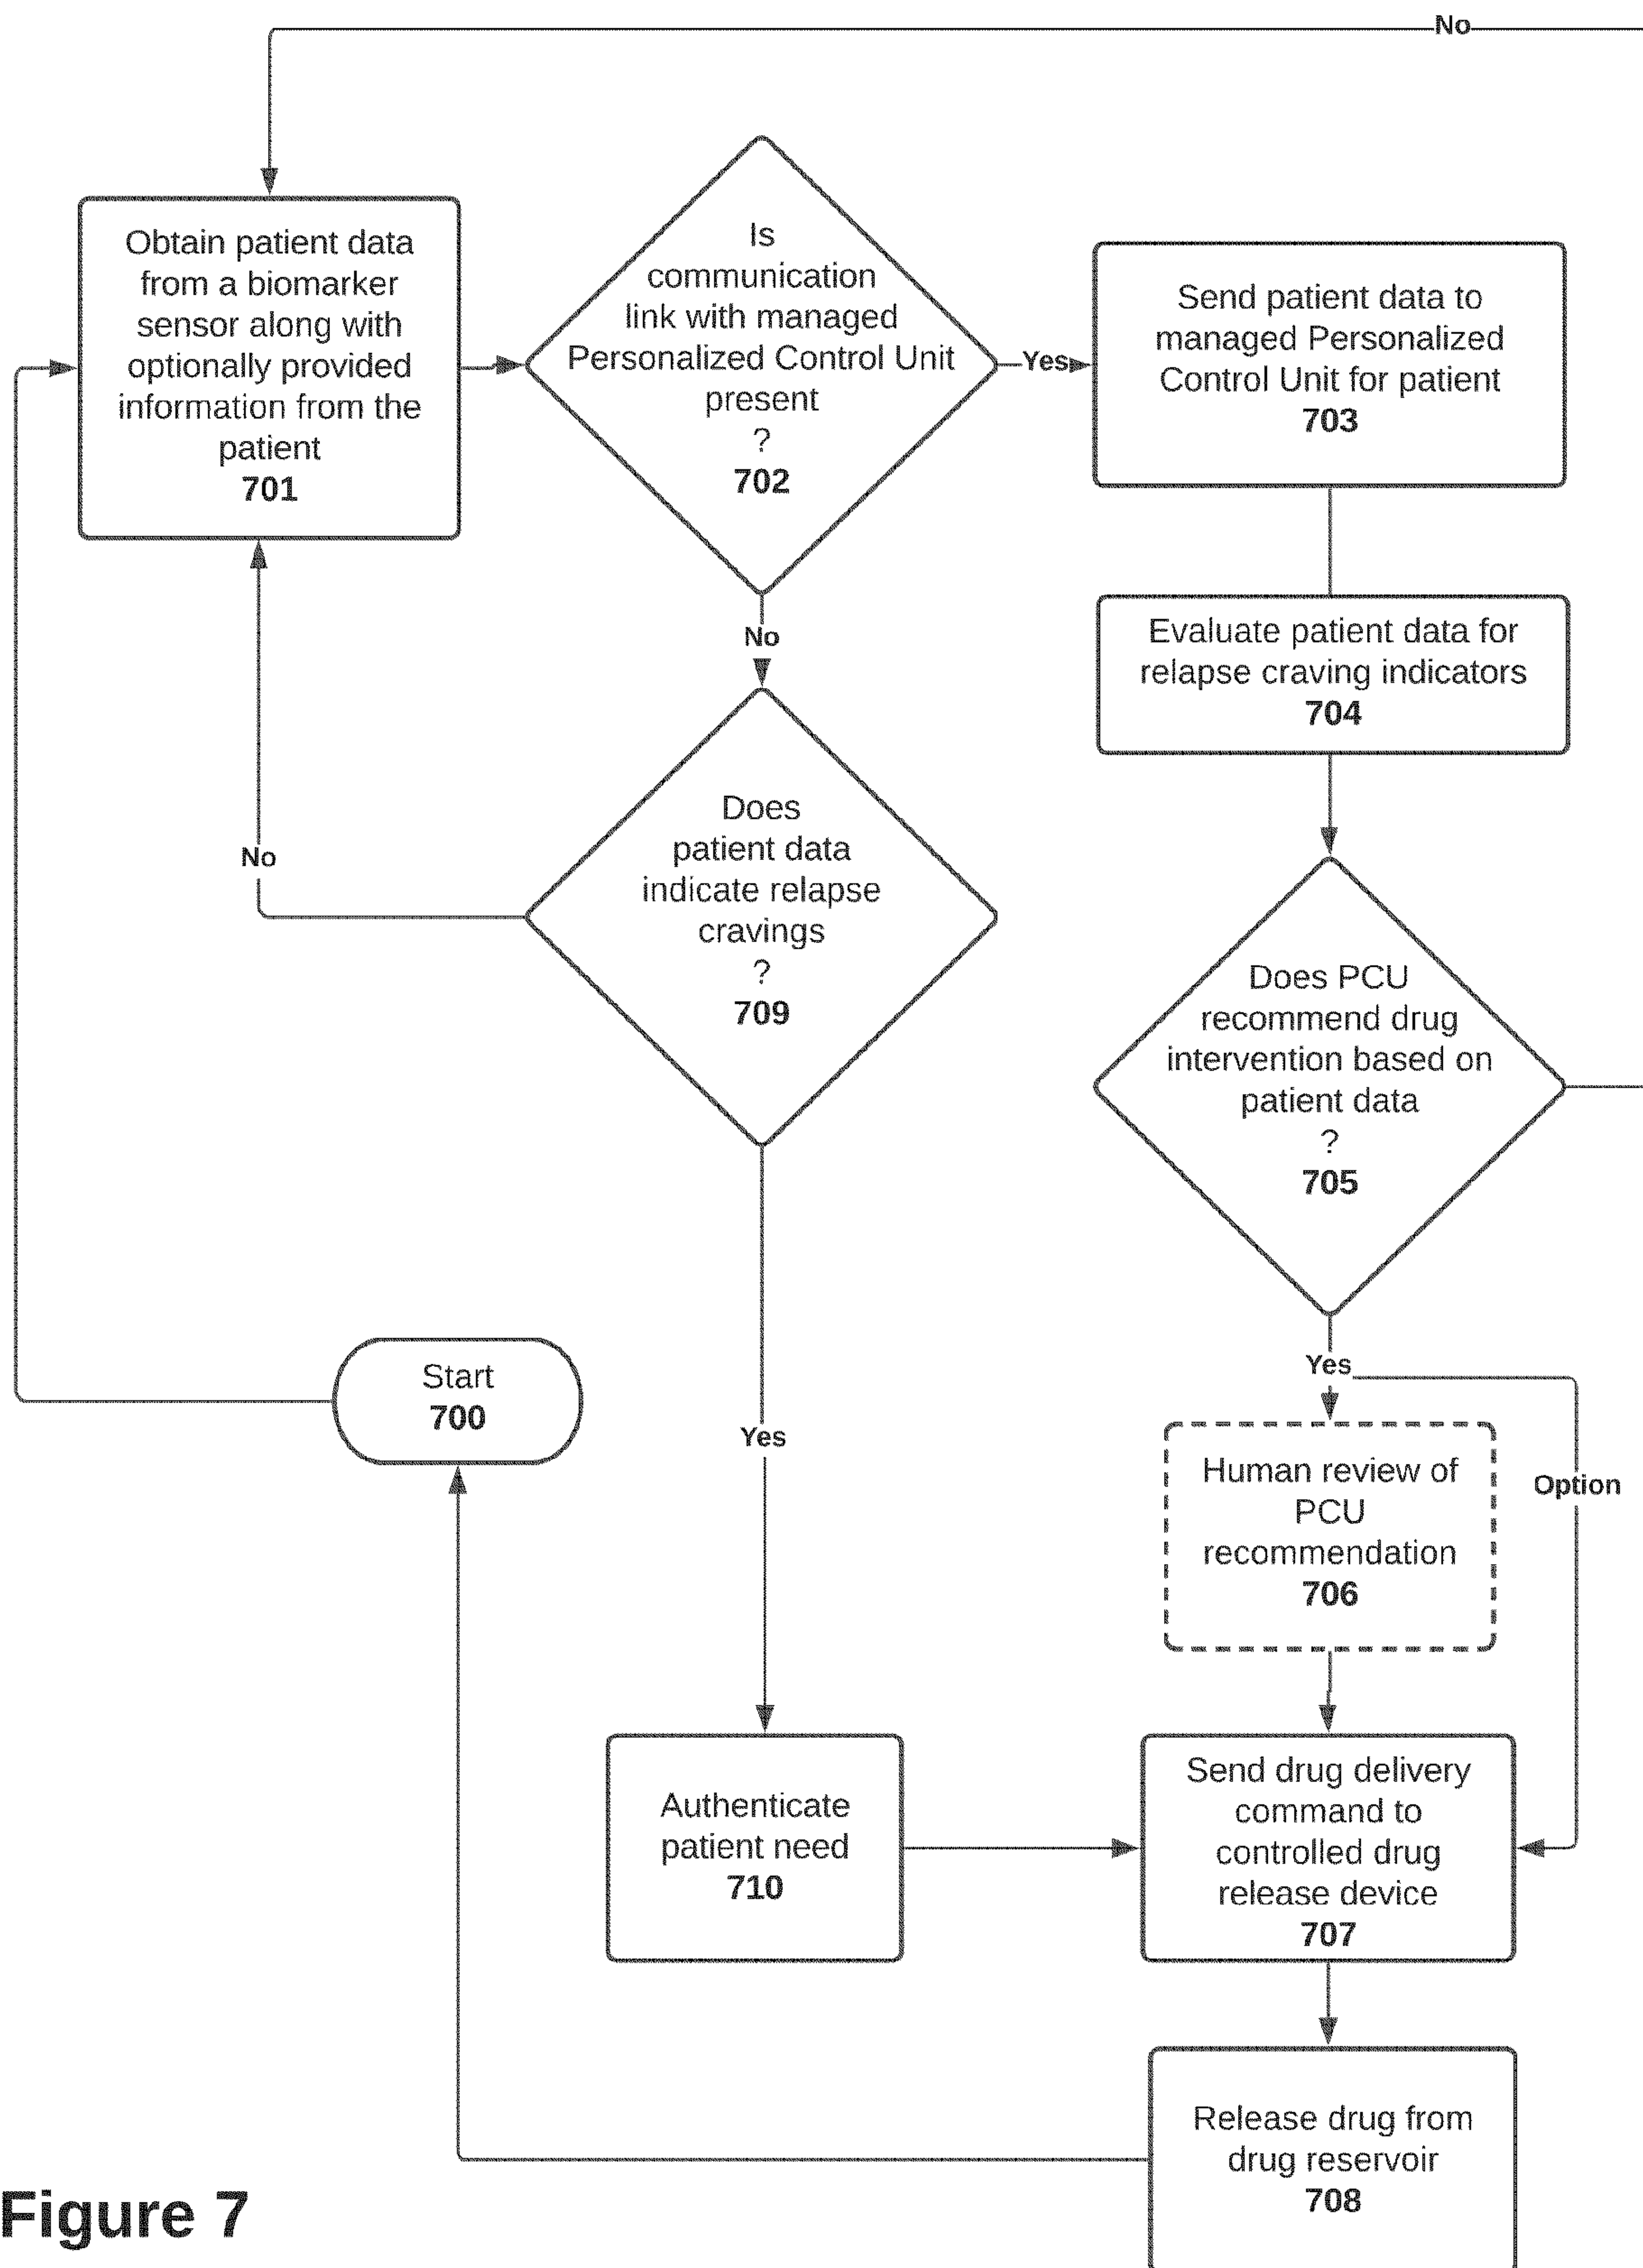 No
Obtain patient data
from a biomarker
sensor along with
optionally provided
information from the
patient
701
Is
communication
link with managed
Personalized Control Unit
present
?
702
Yes
Send patient data to
managed Personalized
Control Unit for patient
703
No
Evaluate patient data for
relapse craving indicators
704
Does
patient data
indicate relapse
cravings
?
709
No
Does PCU
recommend drug
intervention based on
patient data
?
705
Start
700
Yes
Yes
Human review of
PCU
recommendation
706
Option
Authenticate
patient need
710
Send drug delivery
command to
controlled drug
release device
707
Release drug from
drug reservoir
708
Figure 7